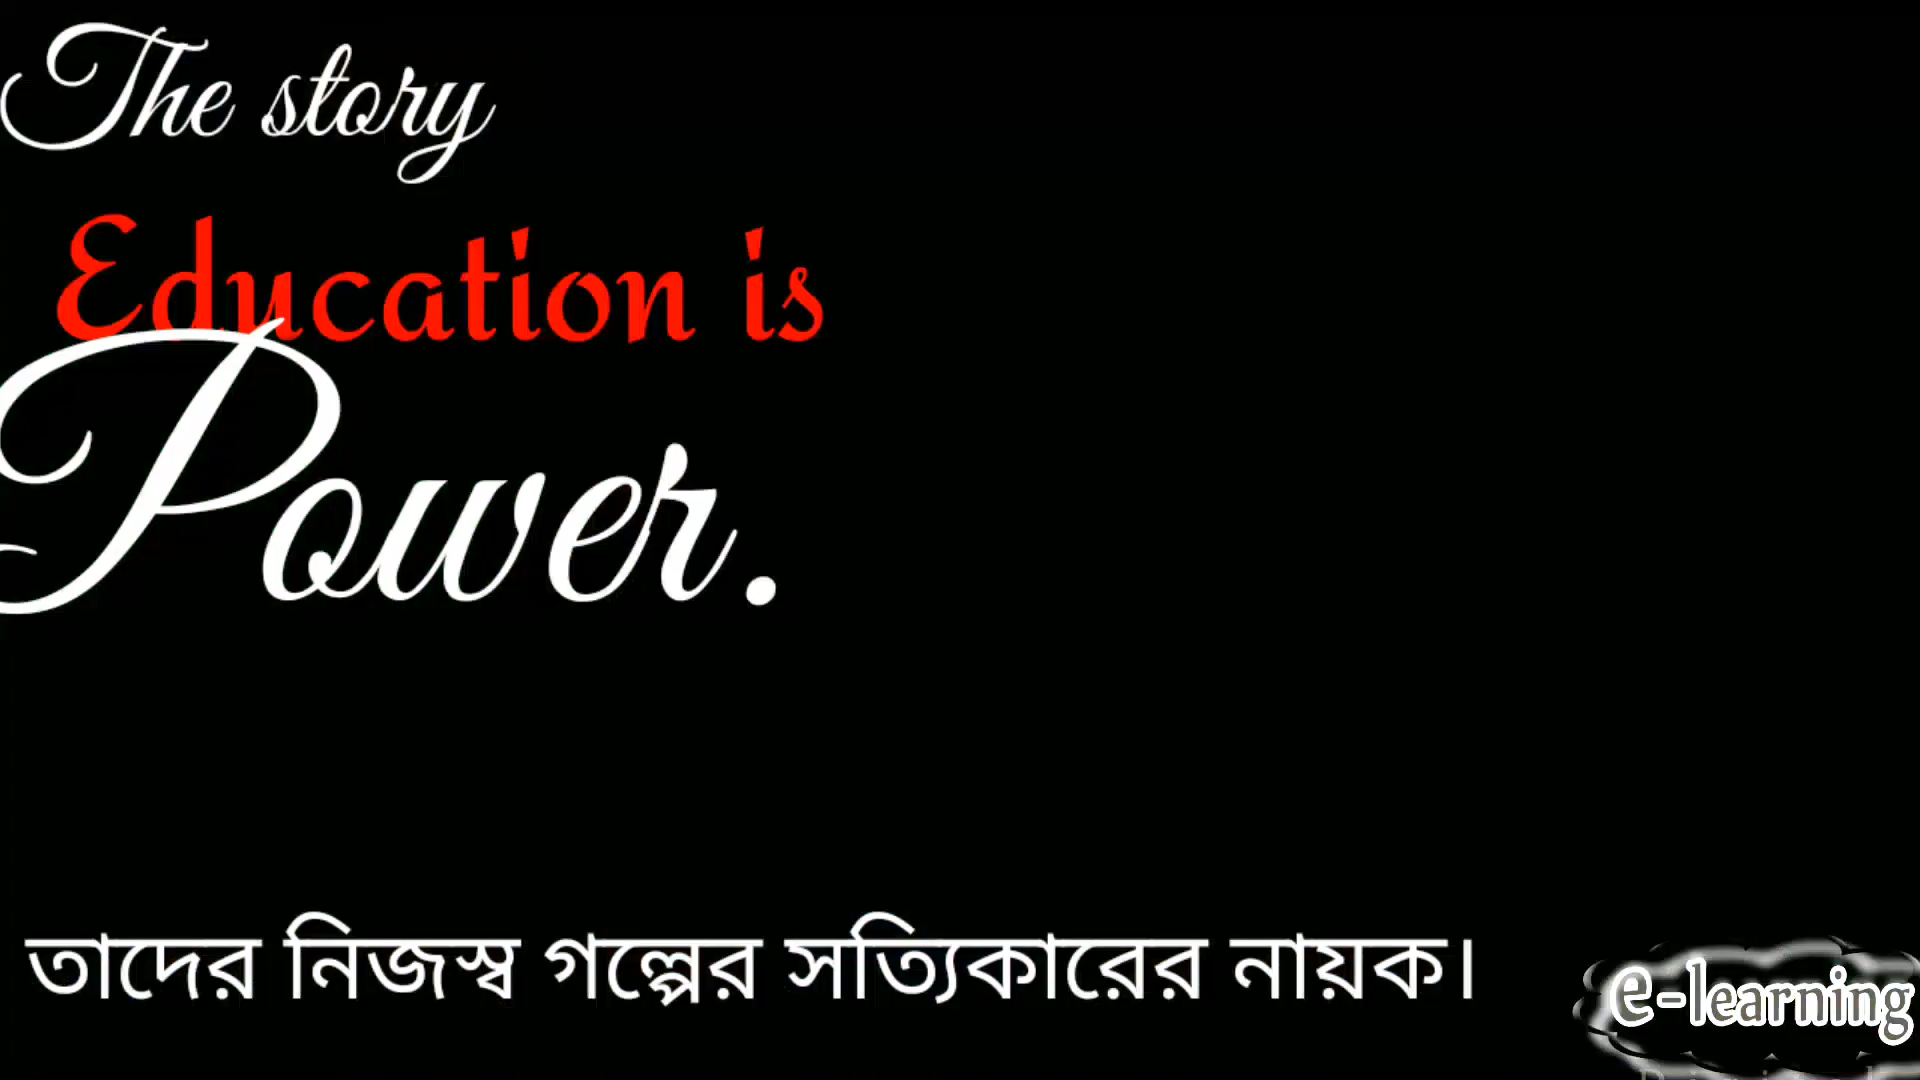 The story
Education is
Power.
তাদের নিজস্ব গল্পের সত্যিকারের নায়ক।
e-learning